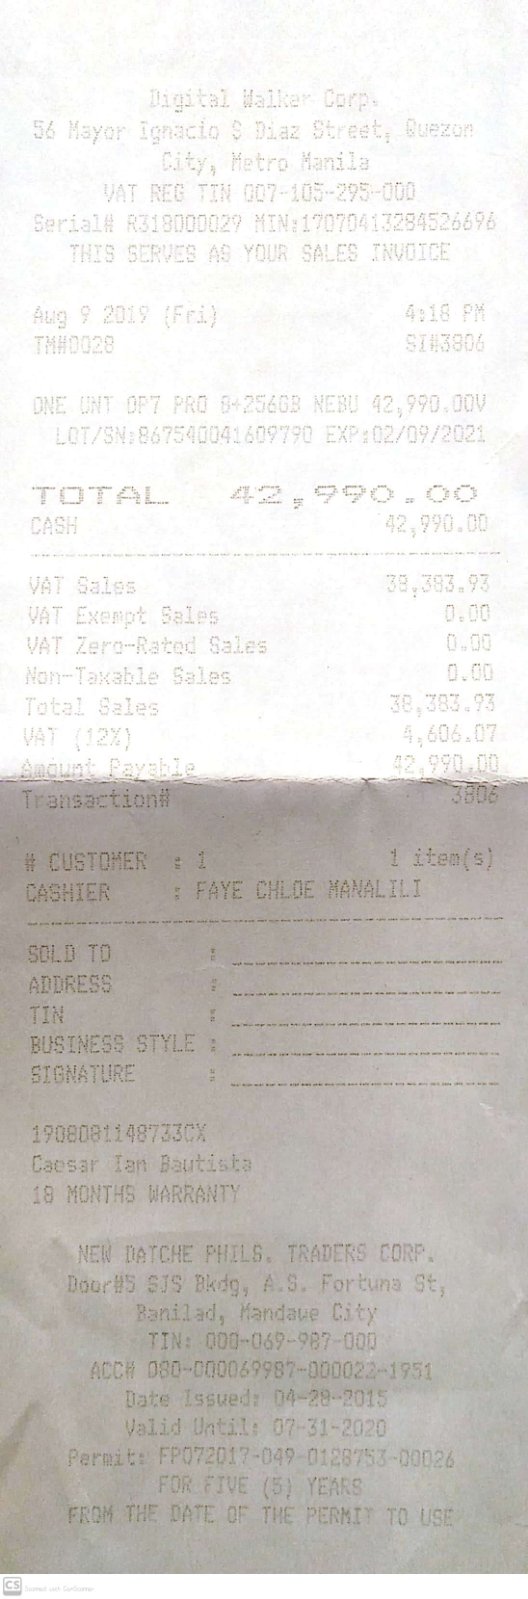 Digital Walker Corp.
56 Mayor Ignacio S Diaz Street, Quezon
City, Metro Manila
VAT REG TIN 007-105-295-000
Serial# R318000029 MIN:17070413284526696
THIS SERVES AS YOUR SALES INVOICE
Aug 9 2019 (Fri) 4:18 PM
TM#0028 SI#3806
ONE UNT OP7 PRO 8+256GB NEBU 42,990.00V
LOT/SN:867540041609790 EXP:02/09/2021
TOTAL 42,990.00
CASH 42,990.00
VAT Sales 38,383.93
VAT Exempt Sales 0.00
VAT Zero-Rated Sales 0.00
Non-Taxable Sales 0.00
Total Sales 38,383.93
VAT (12%) 4,606.07
Amount Payable 42,990.00
Transaction# 3806
# CUSTOMER : 1 1 item(s)
CASHIER : FAYE CHLOE MANALILI
SOLD TO :
ADDRESS :
TIN :
BUSINESS STYLE :
SIGNATURE :
1908081148733CX
Caesar Ian Bautista
18 MONTHS WARRANTY
NEW DATCHE PHILS. TRADERS CORP.
Door#5 SJS Bkdg, A.S. Fortuna St,
Banilad, Mandaue City
TIN: 000-069-987-000
ACC# 080-000069987-000022-1951
Date Issued: 04-28-2015
Valid Until: 07-31-2020
Permit: FP072017-049-0128753-00026
FOR FIVE (5) YEARS
FROM THE DATE OF THE PERMIT TO USE
CS Scanned with CamScanner